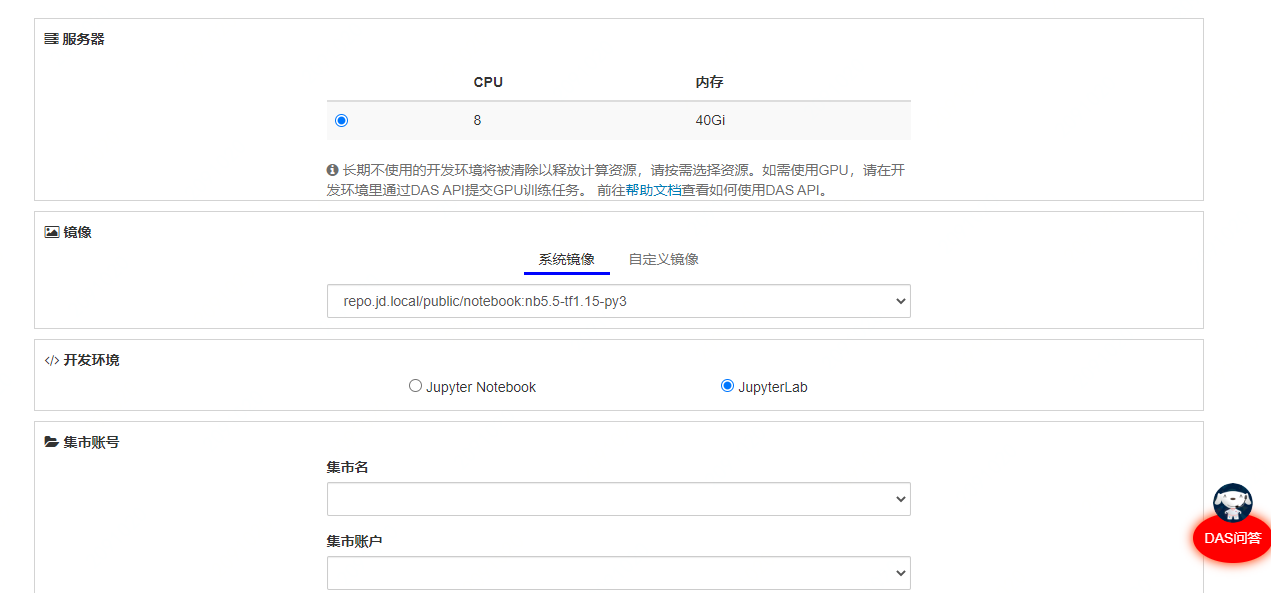 服务器
CPU 内存
8 40Gi
长期不使用的开发环境将被清除以释放计算资源，请按需选择资源。如需使用GPU，请在开
发环境里通过DAS API提交GPU训练任务。 前往帮助文档查看如何使用DAS API。
镜像
系统镜像 自定义镜像
repo.jd.local/public/notebook:nb5.5-tf1.15-py3
</> 开发环境
Jupyter Notebook JupyterLab
集市账号
集市名
集市账户
DAS问答